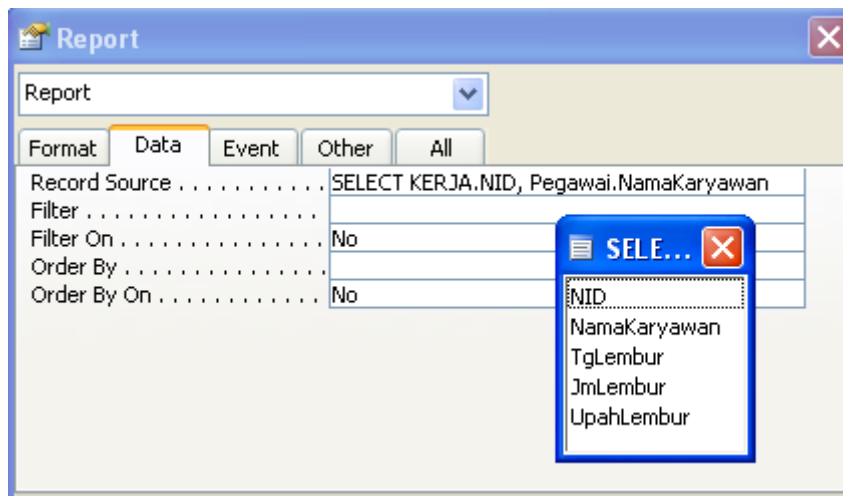 Report
Report
Format Data Event Other All
Record Source . . . . . . . . . . . . SELECT KERJA.NID, Pegawai.NamaKaryawan
Filter . . . . . . . . . . . . . . . . . .
Filter On . . . . . . . . . . . . . . . . No
Order By . . . . . . . . . . . . . . .
Order By On . . . . . . . . . . . . . No
SELE...
NID
NamaKaryawan
TgLembur
JmLembur
UpahLembur